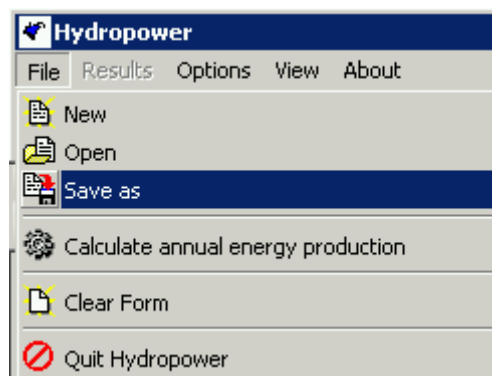 Hydropower
File Results Options View About
New
Open
Save as
Calculate annual energy production
Clear Form
Quit Hydropower